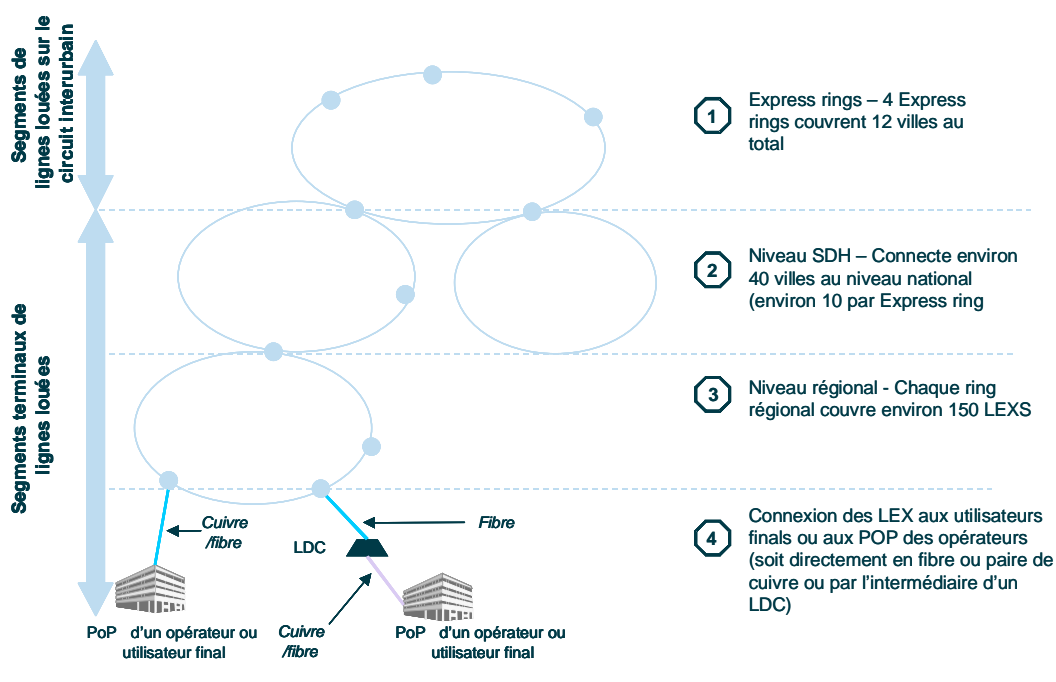 Segments de
lignes louées sur le
circuit interurbain
1
Express rings – 4 Express
rings couvrent 12 villes au
total
2
Niveau SDH – Connecte environ
40 villes au niveau national
(environ 10 par Express ring
Segments terminaux de
lignes louées
3
Niveau régional - Chaque ring
régional couvre environ 150 LEXS
4
Connexion des LEX aux utilisateurs
finals ou aux POP des opérateurs
(soit directement en fibre ou paire de
cuivre ou par l’intermédiaire d’un
LDC)
Cuivre
/fibre
Fibre
LDC
PoP d’un opérateur ou
utilisateur final
Cuivre
/fibre
PoP d’un opérateur ou
utilisateur final